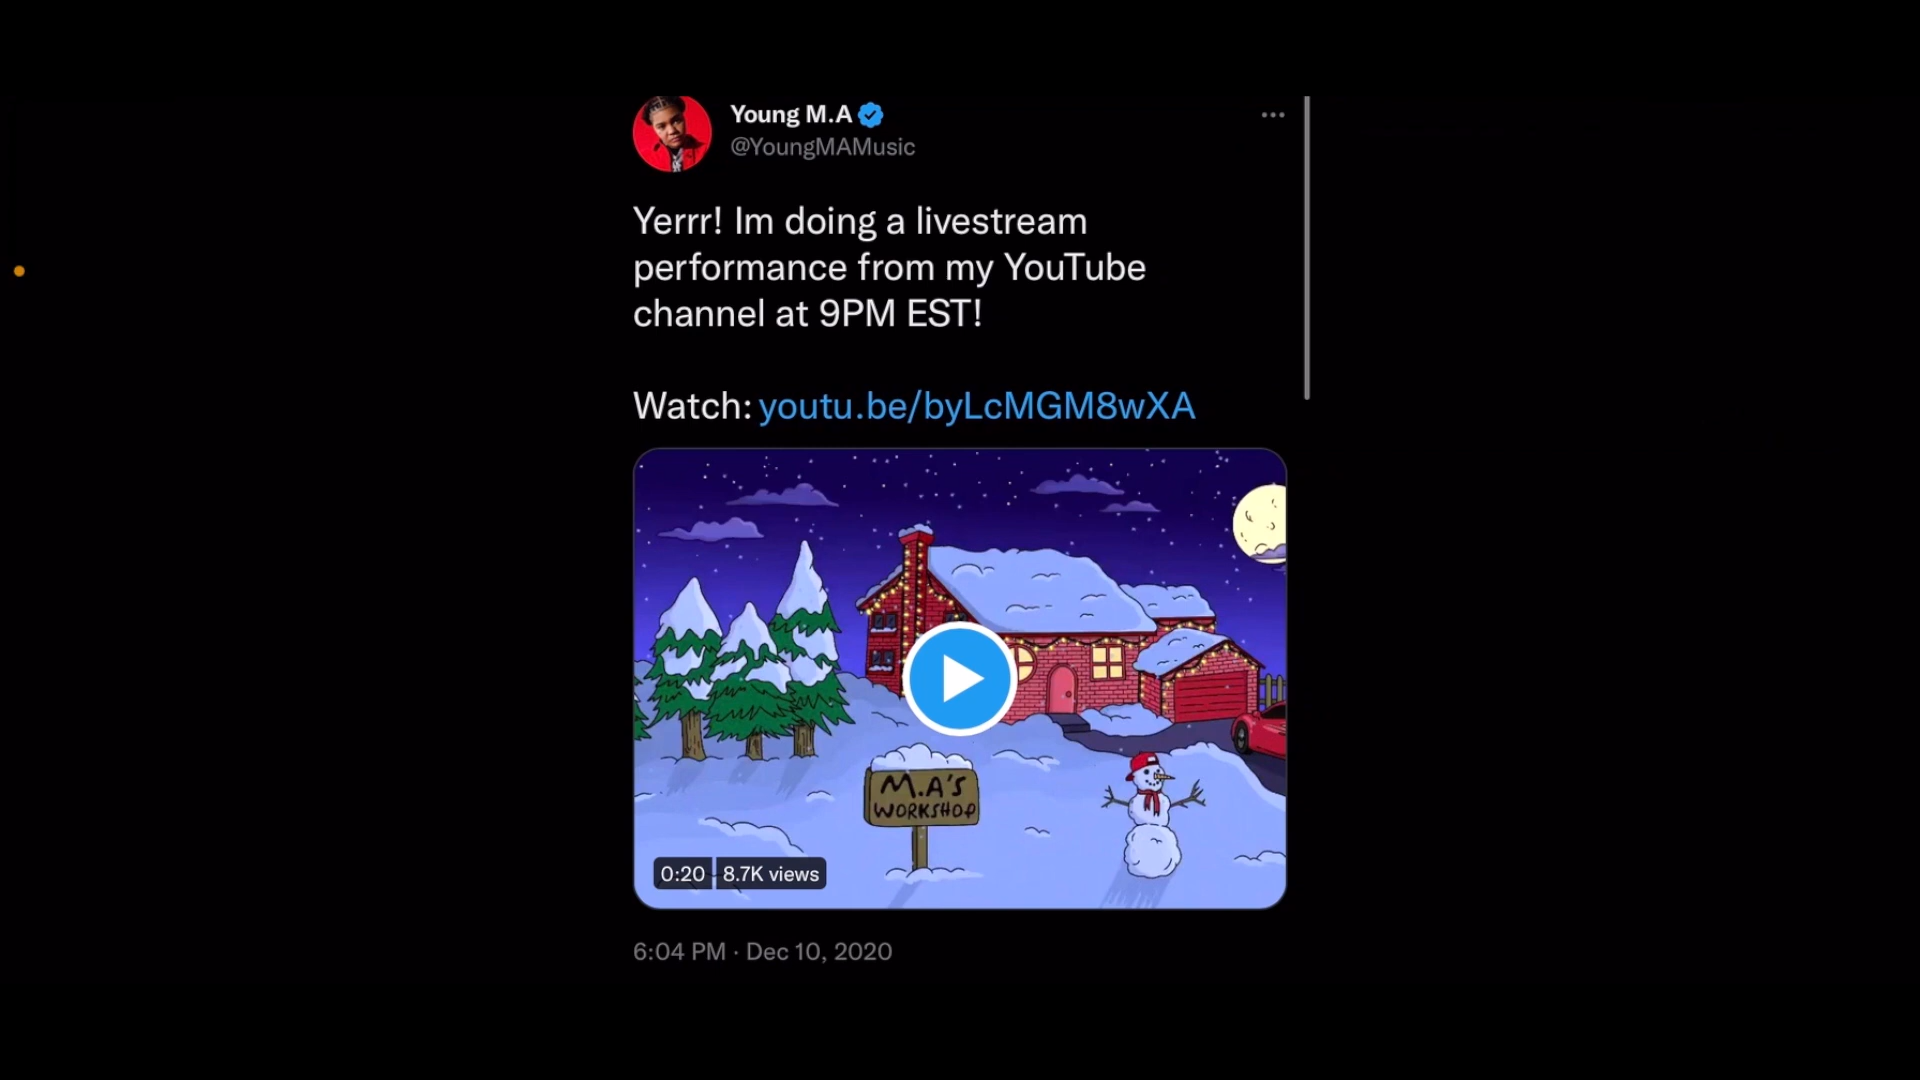 Young M.A
@YoungMAMusic
Yerrr! Im doing a livestream
performance from my YouTube
channel at 9PM EST!
Watch: youtu.be/byLcMGM8wXA
M.A'S
WORKSHOP
0:20 8.7K views
6:04 PM · Dec 10, 2020